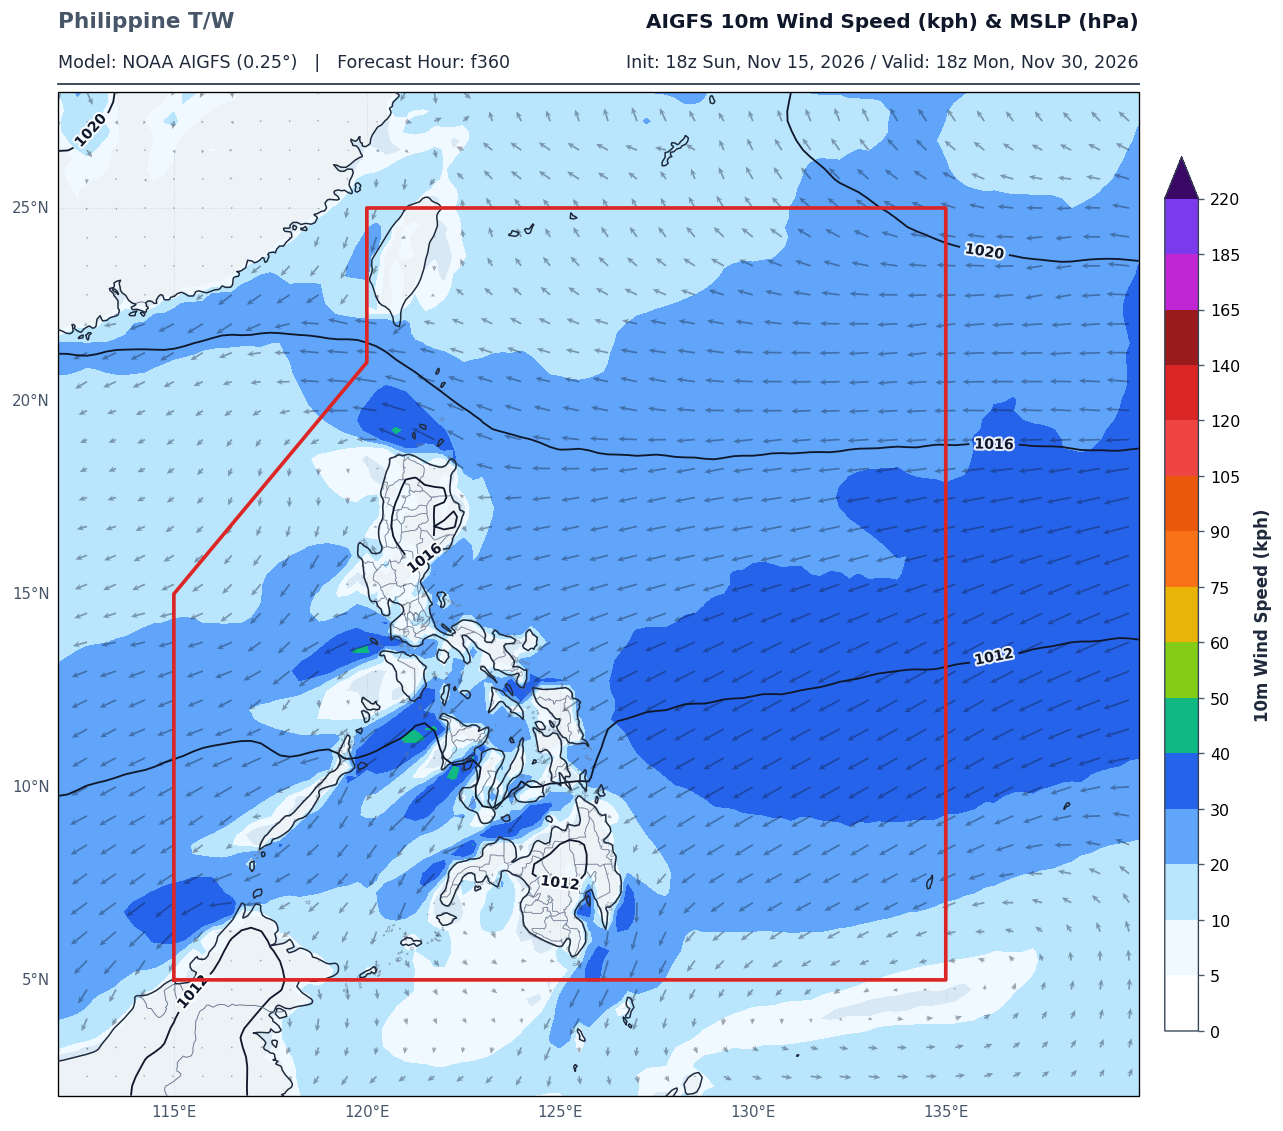 Philippine T/W
AIGFS 10m Wind Speed (kph) & MSLP (hPa)
Model: NOAA AIGFS (0.25°) | Forecast Hour: f360
Init: 18z Sun, Nov 15, 2026 / Valid: 18z Mon, Nov 30, 2026
1020
1020
1016
1016
1012
1012
1012
25°N
20°N
15°N
10°N
5°N
115°E
120°E
125°E
130°E
135°E
220
185
165
140
120
105
90
75
60
50
40
30
20
10
5
0
10m Wind Speed (kph)